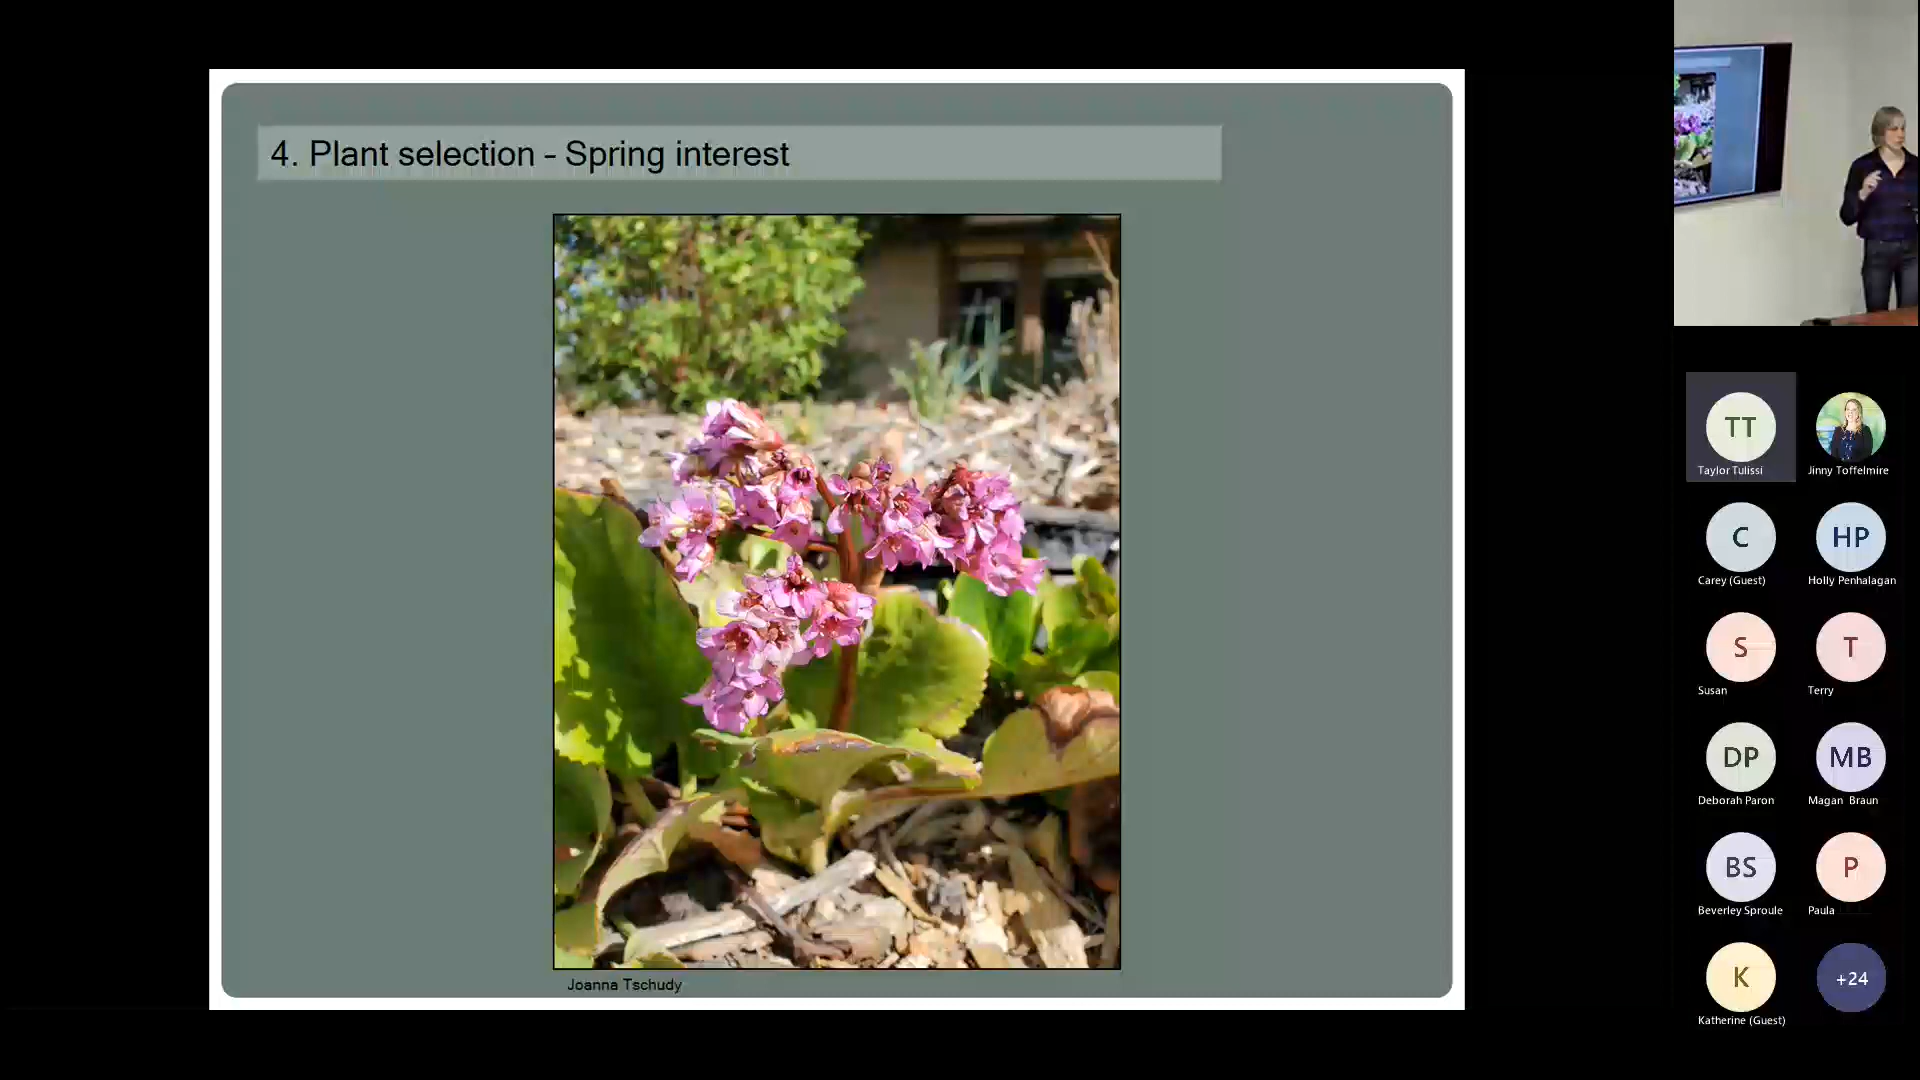 4. Plant selection - Spring interest
Joanna Tschudy
TT
Taylor Tulissi
Jinny Toffelmire
C
HP
Carey (Guest)
Holly Penhalagan
S
T
Susan
Terry
DP
MB
Deborah Paron
Magan Braun
BS
P
Beverley Sproule
Paula
K
+24
Katherine (Guest)